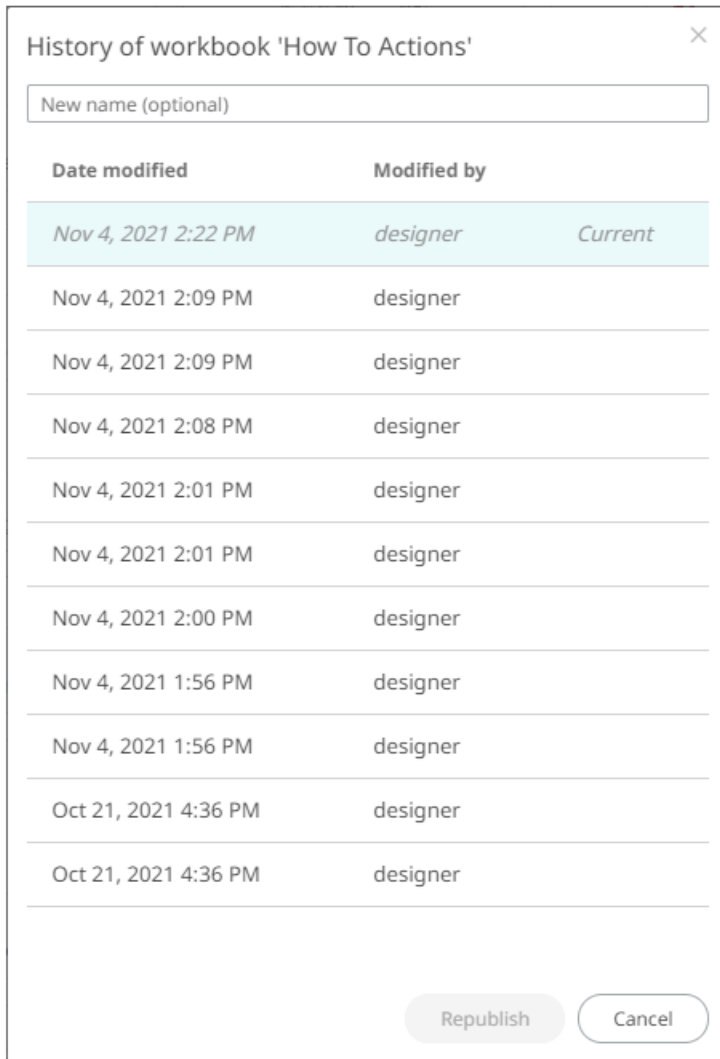 History of workbook 'How To Actions'
New name (optional)
Date modified Modified by
Nov 4, 2021 2:22 PM designer Current
Nov 4, 2021 2:09 PM designer
Nov 4, 2021 2:09 PM designer
Nov 4, 2021 2:08 PM designer
Nov 4, 2021 2:01 PM designer
Nov 4, 2021 2:01 PM designer
Nov 4, 2021 2:00 PM designer
Nov 4, 2021 1:56 PM designer
Nov 4, 2021 1:56 PM designer
Oct 21, 2021 4:36 PM designer
Oct 21, 2021 4:36 PM designer
Republish Cancel